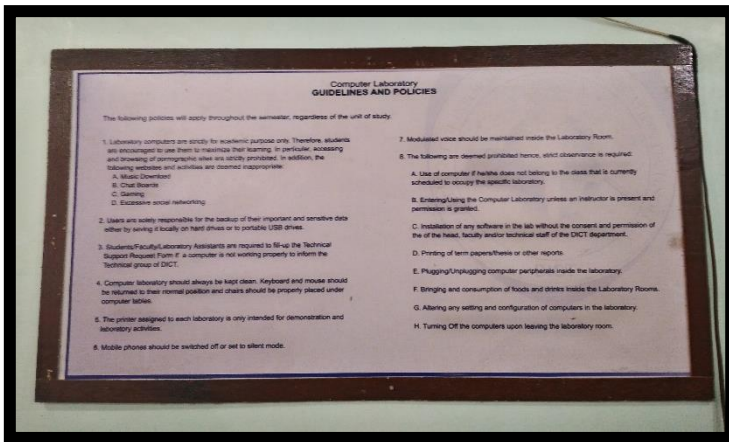 Computer Laboratory
GUIDELINES AND POLICIES
The following policies will apply throughout the semester, regardless of the unit of study.
1. Laboratory computers are strictly for academic purpose only. Therefore, students
are encouraged to use them to maximize their learning. In particular, accessing
and browsing of pornographic sites are strictly prohibited. In addition, the
following websites and activities are deemed inappropriate:
A. Music Download
B. Chat Boards
C. Gaming
D. Excessive social networking
2. Users are solely responsible for the backup of their important and sensitive data
either by saving it locally on hard drives or to portable USB drives.
3. Students/Faculty/Laboratory Assistants are required to fill-up the Technical
Support Request Form if a computer is not working properly to inform the
Technical group of DICT.
4. Computer laboratory should always be kept clean. Keyboard and mouse should
be returned to their normal position and chairs should be properly placed under
computer tables.
5. The printer assigned to each laboratory is only intended for demonstration and
laboratory activities.
6. Mobile phones should be switched off or set to silent mode.
7. Modulated voice should be maintained inside the Laboratory Room.
8. The following are deemed prohibited hence, strict observance is required:
A. Use of computer if he/she does not belong to the class that is currently
scheduled to occupy the specific laboratory.
B. Entering/Using the Computer Laboratory unless an instructor is present and
permission is granted.
C. Installation of any software in the lab without the consent and permission of
the of the head, faculty and/or technical staff of the DICT department.
D. Printing of term papers/thesis or other reports.
E. Plugging/Unplugging computer peripherals inside the laboratory.
F. Bringing and consumption of foods and drinks inside the Laboratory Rooms.
G. Altering any setting and configuration of computers in the laboratory.
H. Turning Off the computers upon leaving the laboratory room.